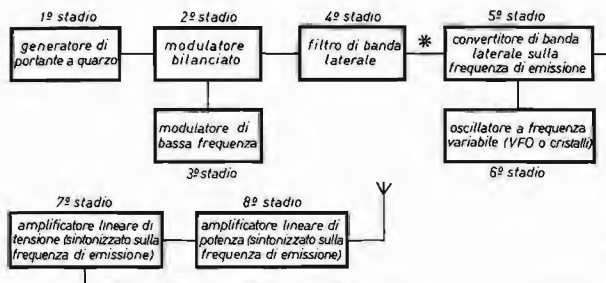 1º stadio
generatore di
portante a quarzo
2º stadio
modulatore
bilanciato
4º stadio
filtro di banda
laterale
*
5º stadio
convertitore di banda
laterale sulla
frequenza di emissione
modulatore di
bassa frequenza
3º stadio
oscillatore a frequenza
variabile (VFO o cristalli)
6º stadio
7º stadio
amplificatore lineare di
tensione (sintonizzato sulla
frequenza di emissione)
8º stadio
amplificatore lineare di
potenza (sintonizzato sulla
frequenza di emissione)